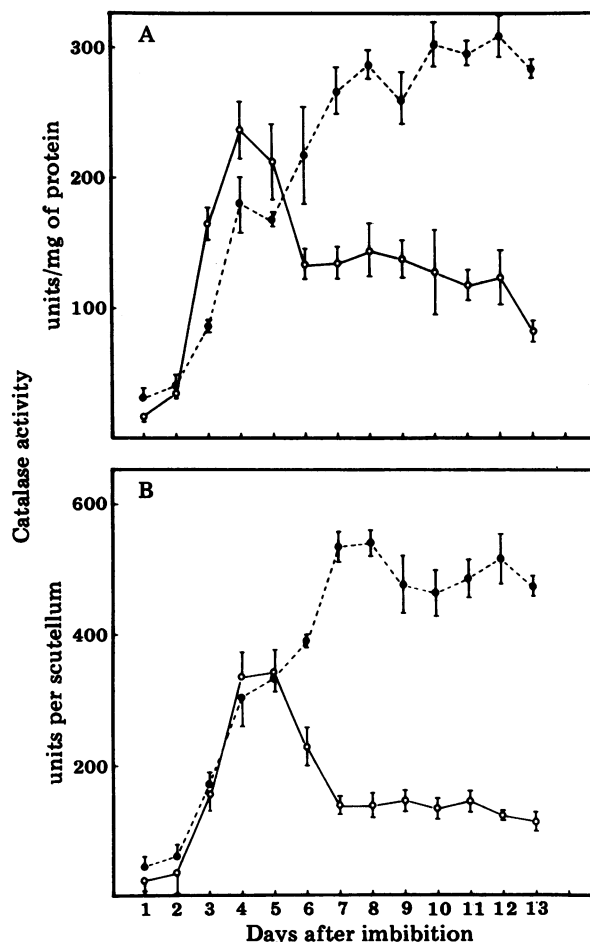 A
300
200
100
units/mg of protein
Catalase activity
B
600
400
200
units per scutellum
1 2 3 4 5 6 7 8 9 10 11 12 13
Days after imbibition